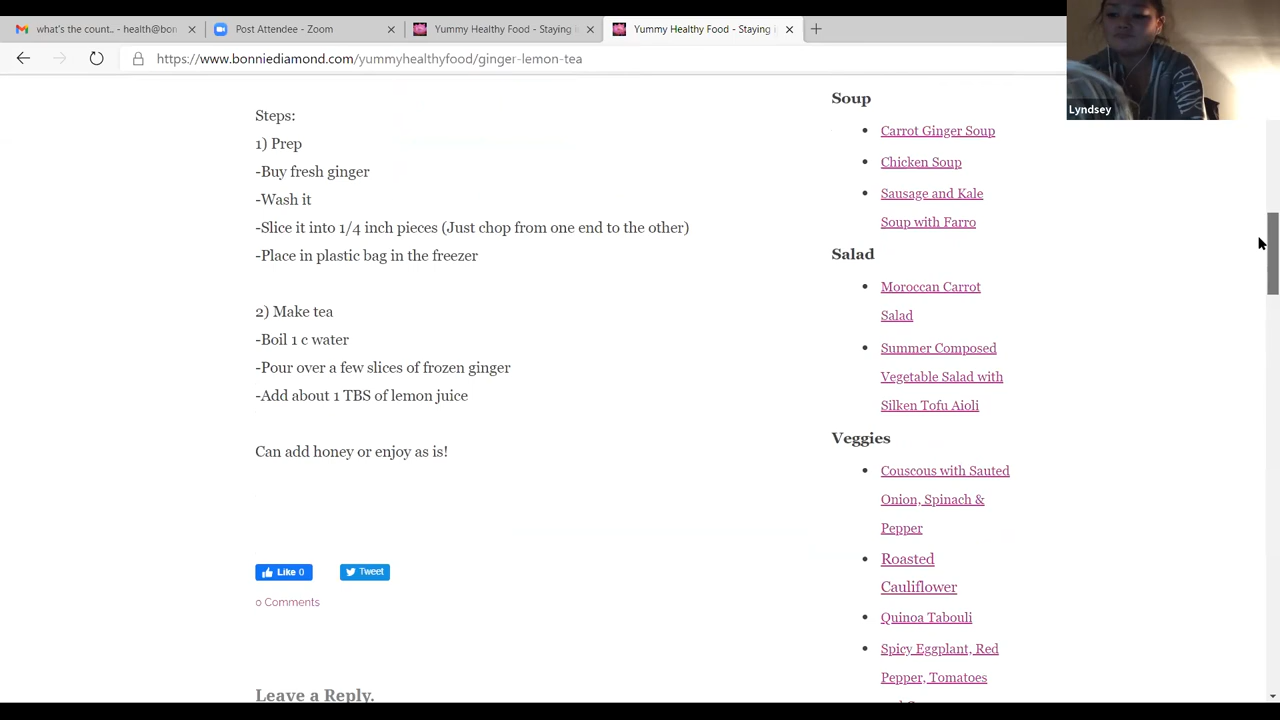 what's the count.. - health@bon
Post Attendee - Zoom
Yummy Healthy Food - Staying i
Yummy Healthy Food - Staying
https://www.bonniediamond.com/yummyhealthyfood/ginger-lemon-tea
Lyndsey
Steps:
1) Prep
-Buy fresh ginger
-Wash it
-Slice it into 1/4 inch pieces (Just chop from one end to the other)
-Place in plastic bag in the freezer
2) Make tea
-Boil 1 c water
-Pour over a few slices of frozen ginger
-Add about 1 TBS of lemon juice
Can add honey or enjoy as is!
Like 0
Tweet
0 Comments
Leave a Reply.
Soup
Carrot Ginger Soup
Chicken Soup
Sausage and Kale
Soup with Farro
Salad
Moroccan Carrot
Salad
Summer Composed
Vegetable Salad with
Silken Tofu Aioli
Veggies
Couscous with Sauted
Onion, Spinach &
Pepper
Roasted
Cauliflower
Quinoa Tabouli
Spicy Eggplant, Red
Pepper, Tomatoes